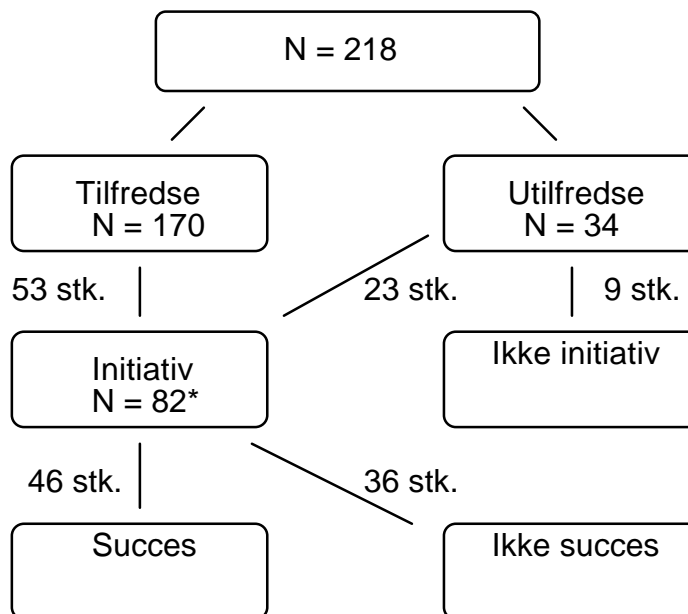 N = 218
Tilfredse
N = 170
Utilfredse
N = 34
53 stk.
23 stk.
9 stk.
Initiativ
N = 82*
Ikke initiativ
46 stk.
36 stk.
Succes
Ikke succes